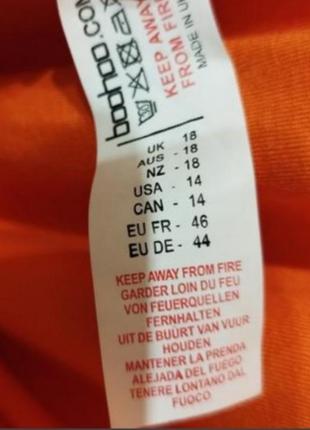 boohoo.COM
KEEP AWAY
FROM FIRE
MADE IN
UK - 18
AUS - 18
NZ - 18
USA - 14
CAN - 14
EU FR - 46
EU DE - 44
KEEP AWAY FROM FIRE
GARDER LOIN DU FEU
VON FEUERQUELLEN
FERNHALTEN
UIT DE BUÛRT VAN VUUR
HOUDEN
MANTENER LA PRENDA
ALEJADA DEL FUEGO
TENERE LONTANO DAL
FUOCO